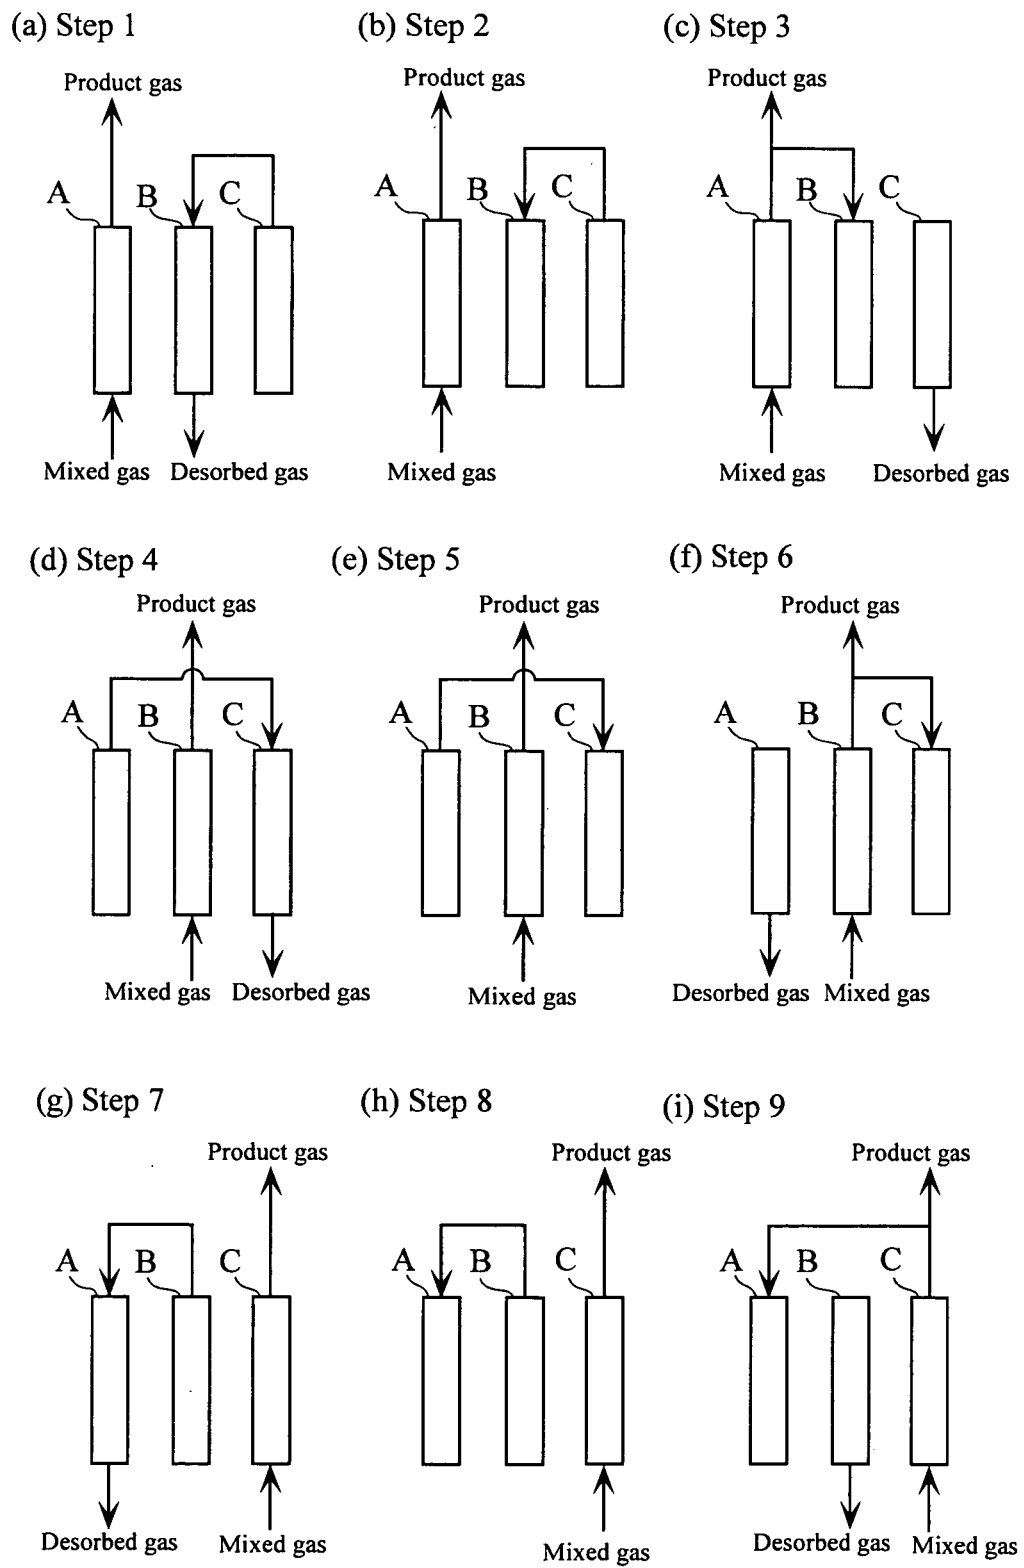 (a) Step 1
(b) Step 2
(c) Step 3
Product gas
Product gas
Product gas
A
B
C
A
B
C
A
B
C
Mixed gas
Desorbed gas
Mixed gas
Mixed gas
Desorbed gas
(d) Step 4
(e) Step 5
(f) Step 6
Product gas
Product gas
Product gas
A
B
C
A
B
C
A
B
C
Mixed gas
Desorbed gas
Mixed gas
Desorbed gas
Mixed gas
(g) Step 7
(h) Step 8
(i) Step 9
Product gas
Product gas
Product gas
A
B
C
A
B
C
A
B
C
Desorbed gas
Mixed gas
Mixed gas
Desorbed gas
Mixed gas